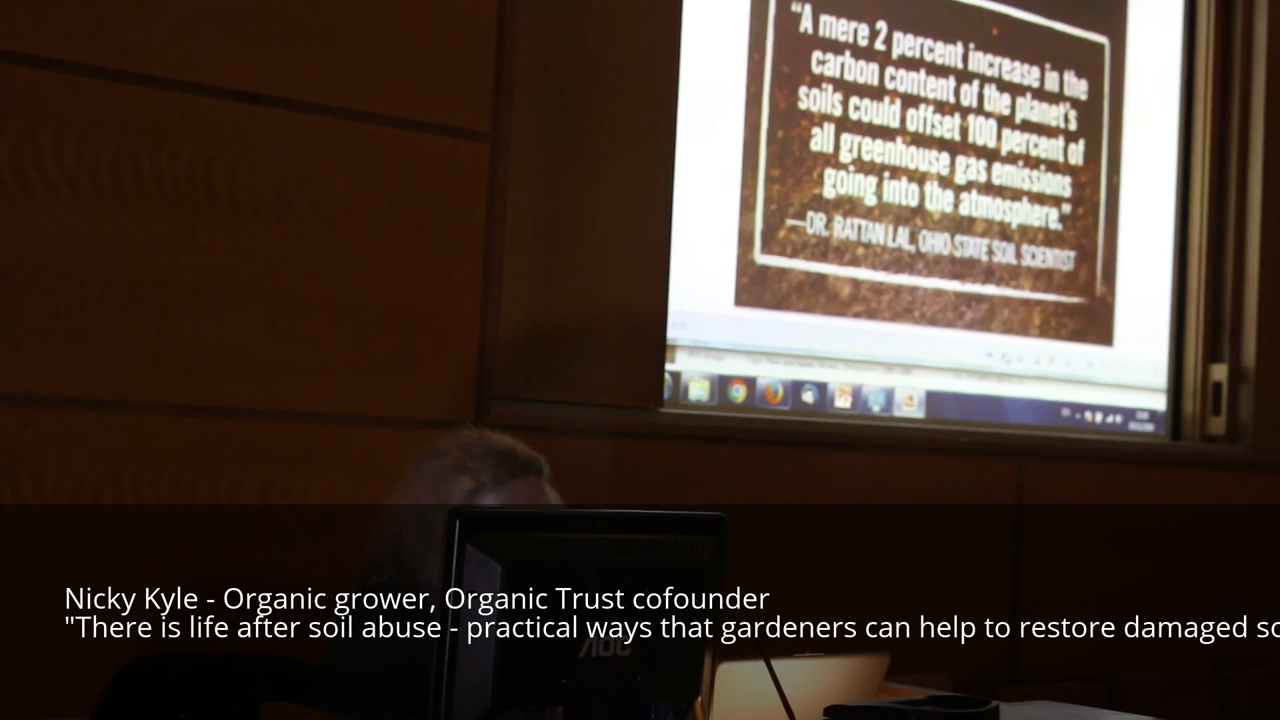 "A mere 2 percent increase in the
carbon content of the planet's
soils could offset 100 percent of
all greenhouse gas emissions
going into the atmosphere."
—DR. RATTAN LAL, OHIO STATE SOIL SCIENTIST
Nicky Kyle - Organic grower, Organic Trust cofounder
"There is life after soil abuse - practical ways that gardeners can help to restore damaged so
AOC